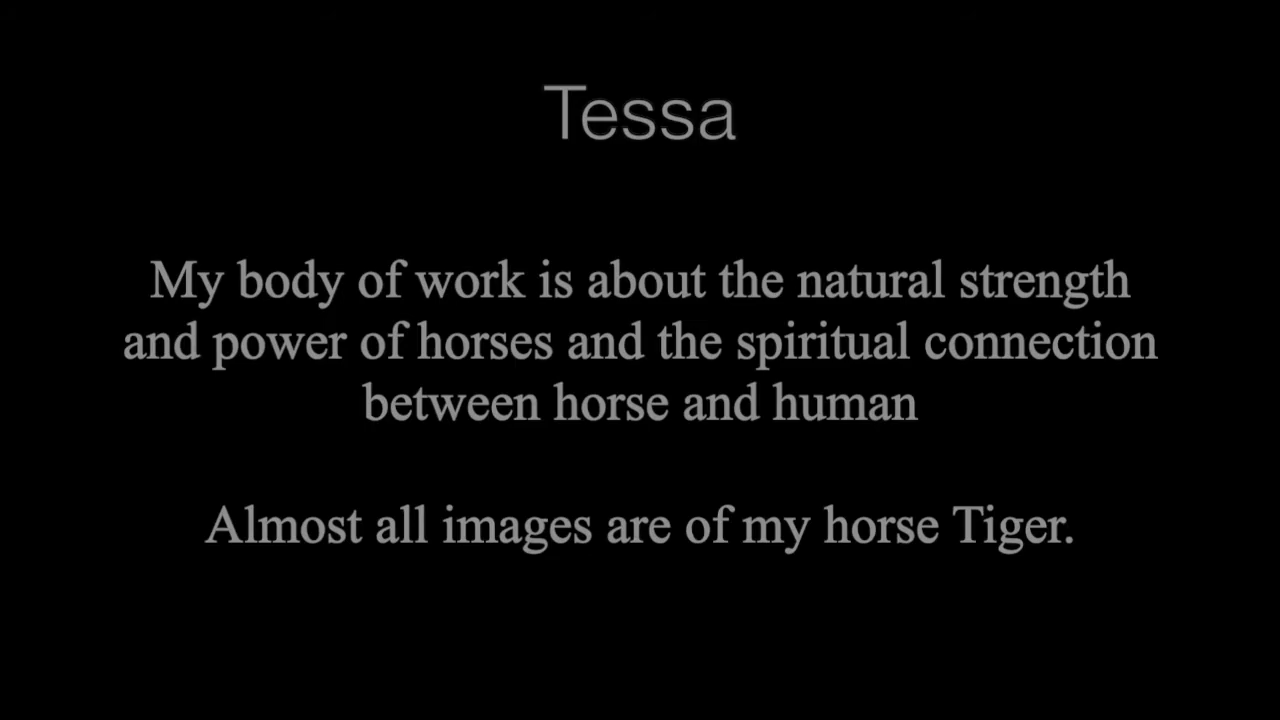 Tessa
My body of work is about the natural strength
and power of horses and the spiritual connection
between horse and human
Almost all images are of my horse Tiger.